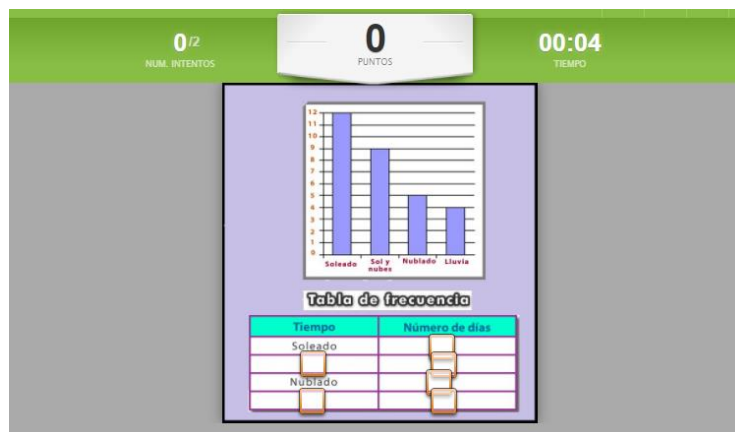 0/2
NUM. INTENTOS
0
PUNTOS
00:04
TIEMPO
12
11
10
9
8
7
6
5
4
3
2
1
0
Soleado Sol y nubes Nublado Lluvia
Tabla de frecuencia
Tiempo Número de días
Soleado
Nublado